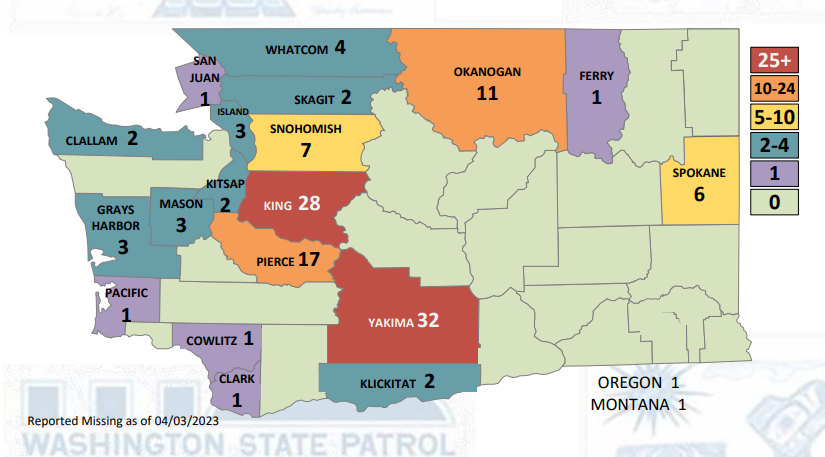 WHATCOM 4
SAN
JUAN
1
SKAGIT 2
ISLAND
3
OKANOGAN
11
FERRY
1
25+
10-24
5-10
2-4
1
0
CLALLAM 2
SNOHOMISH
7
SPOKANE
6
KITSAP
2
KING 28
MASON
3
GRAYS
HARBOR
3
PIERCE 17
PACIFIC
1
YAKIMA 32
COWLITZ 1
CLARK
1
KLICKITAT 2
OREGON 1
MONTANA 1
Reported Missing as of 04/03/2023
WASHINGTON STATE PATROL